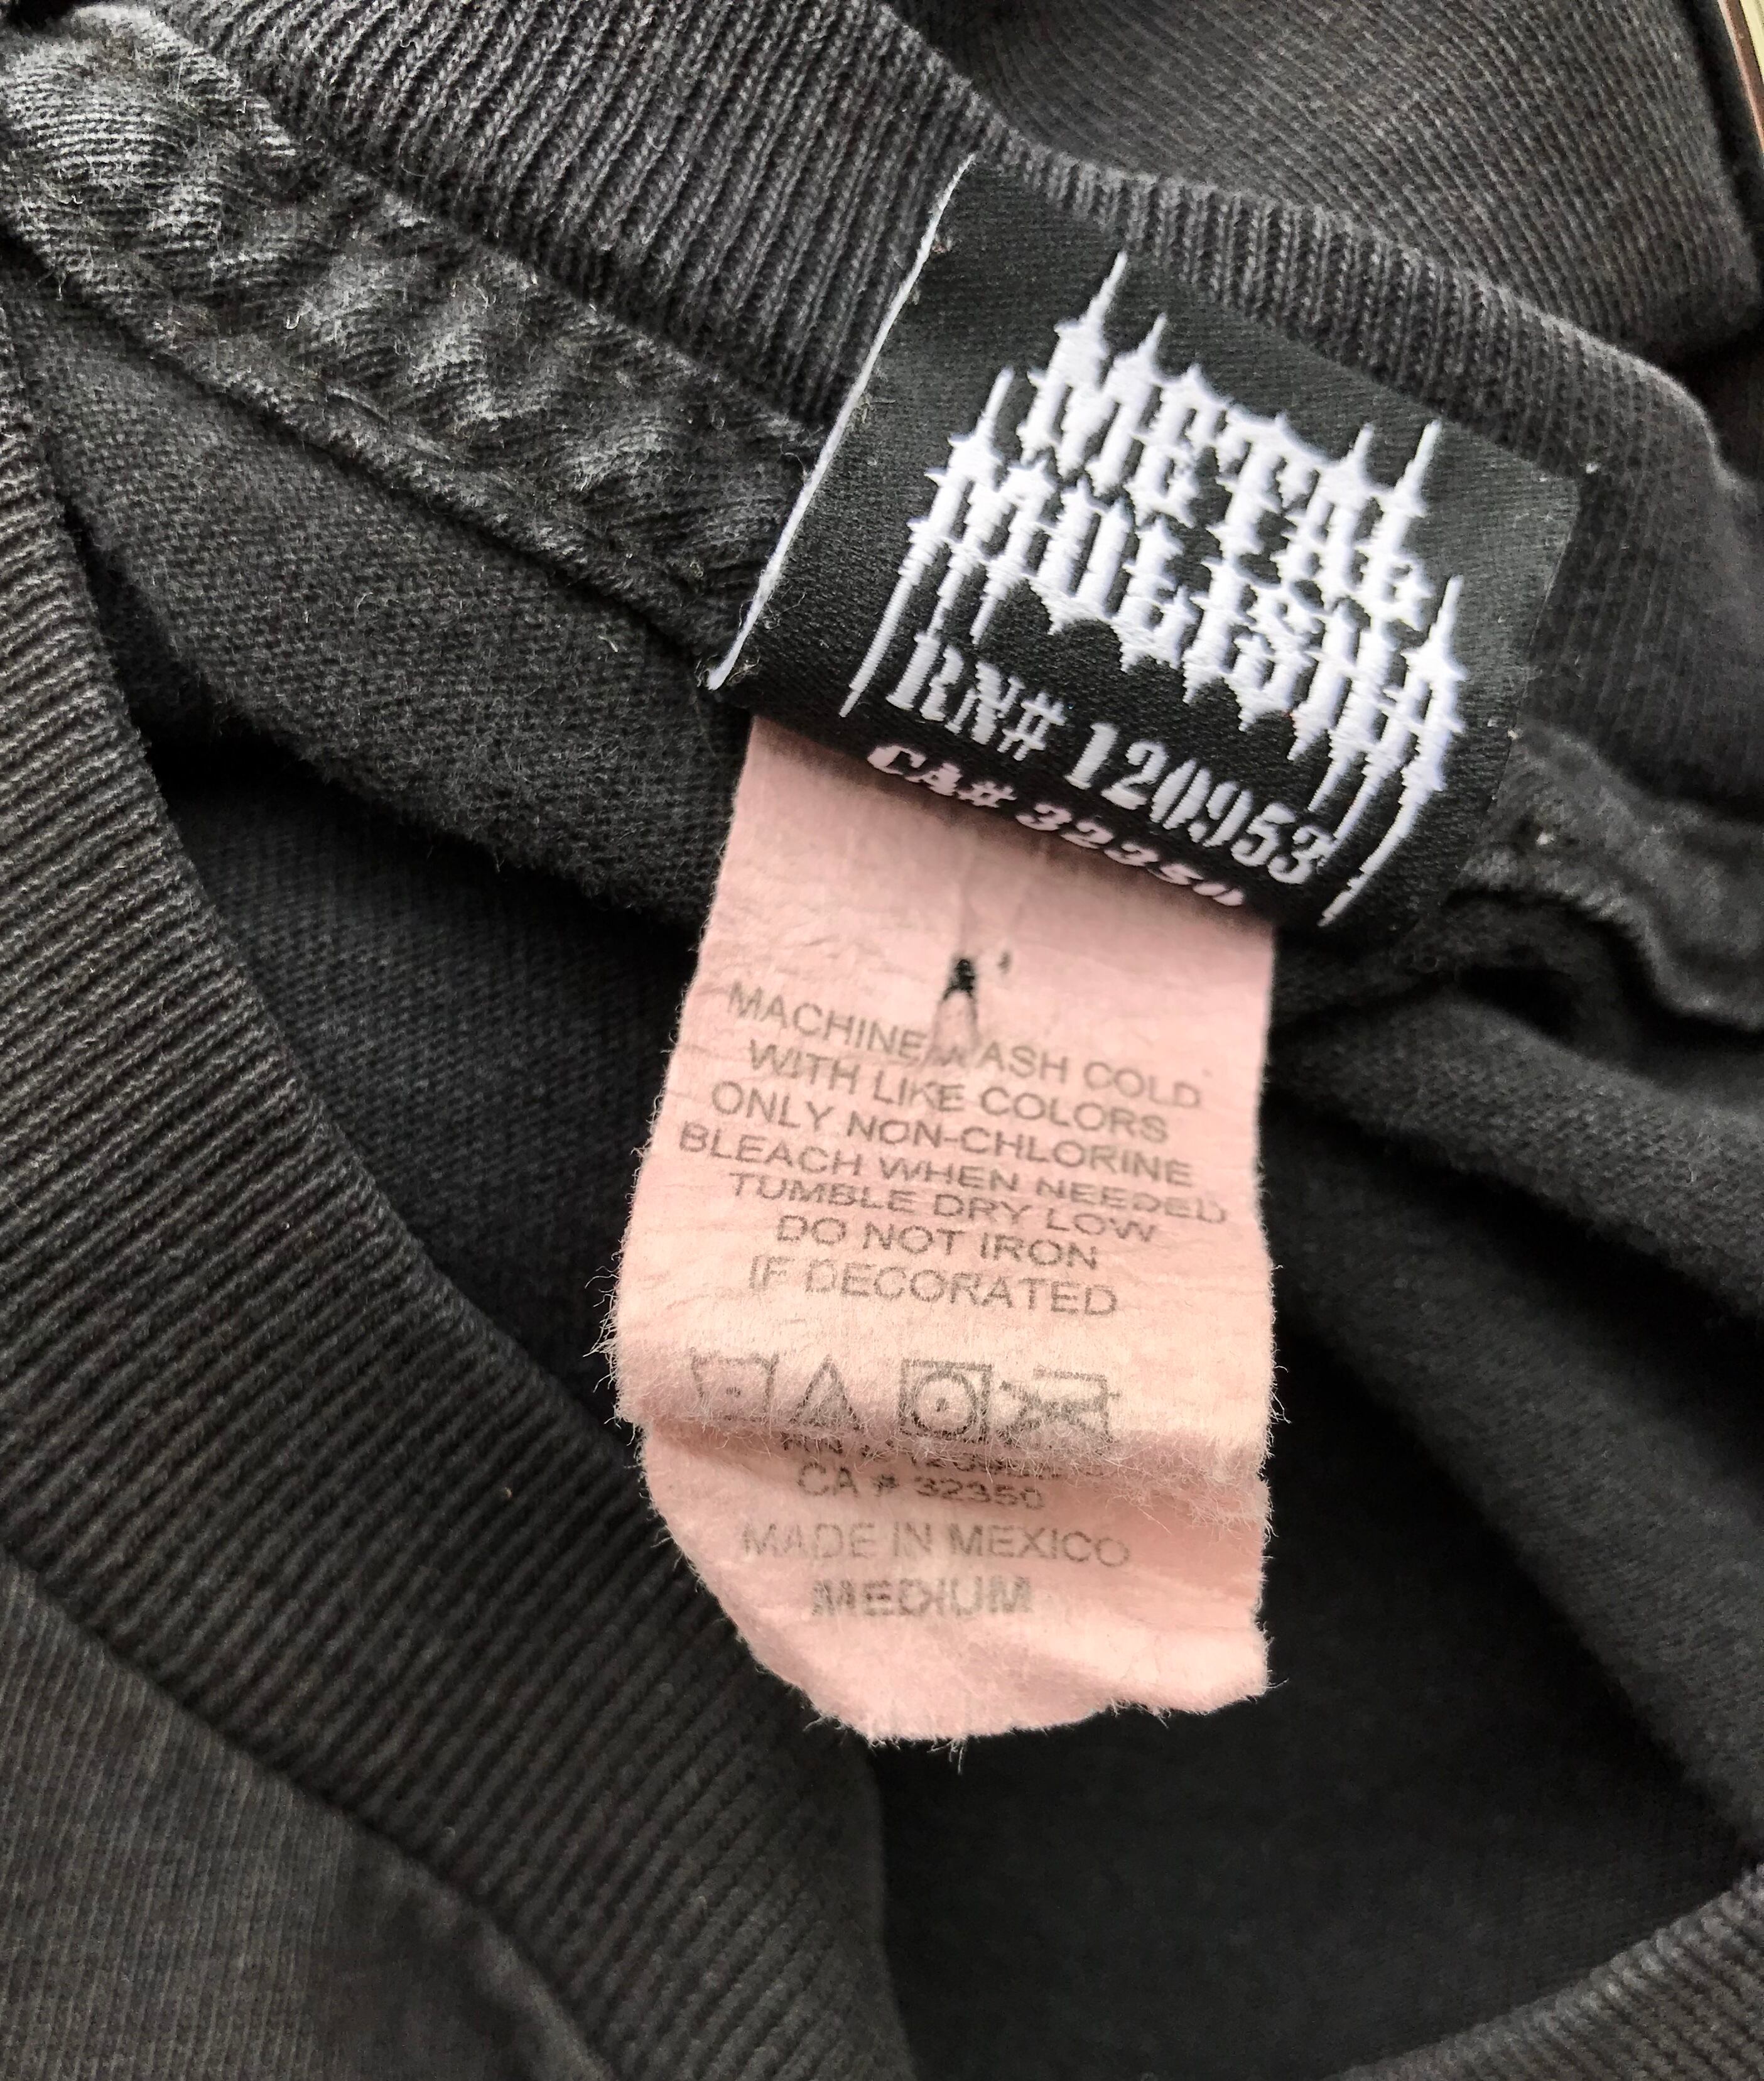 METAL
MULISHA
RN# 120953
CA# 32350
MACHINE WASH COLD
WITH LIKE COLORS
ONLY NON-CHLORINE
BLEACH WHEN NEEDED
TUMBLE DRY LOW
DO NOT IRON
IF DECORATED
RN #
CA # 32350
MADE IN MEXICO
MEDIUM